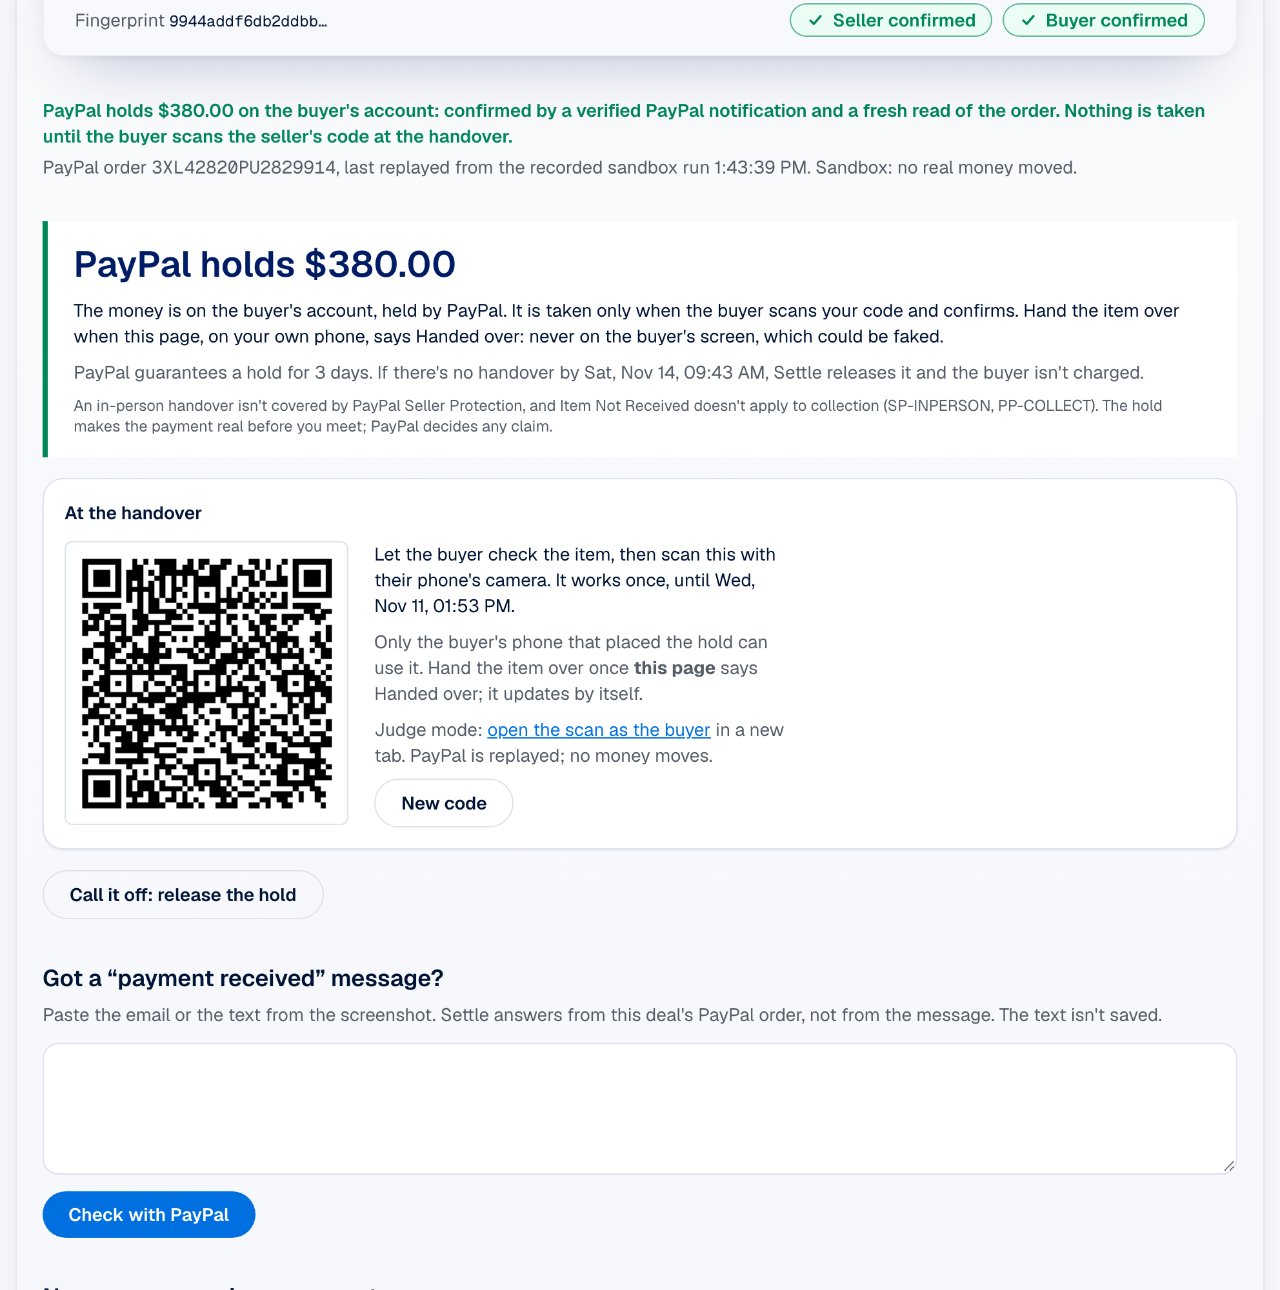 Fingerprint 9944addf6db2ddbb…
✓ Seller confirmed
✓ Buyer confirmed
PayPal holds $380.00 on the buyer's account: confirmed by a verified PayPal notification and a fresh read of the order. Nothing is taken
until the buyer scans the seller's code at the handover.
PayPal order 3XL42820PU2829914, last replayed from the recorded sandbox run 1:43:39 PM. Sandbox: no real money moved.
PayPal holds $380.00
The money is on the buyer's account, held by PayPal. It is taken only when the buyer scans your code and confirms. Hand the item over
when this page, on your own phone, says Handed over: never on the buyer's screen, which could be faked.
PayPal guarantees a hold for 3 days. If there's no handover by Sat, Nov 14, 09:43 AM, Settle releases it and the buyer isn't charged.
An in-person handover isn't covered by PayPal Seller Protection, and Item Not Received doesn't apply to collection (SP-INPERSON, PP-COLLECT). The hold
makes the payment real before you meet; PayPal decides any claim.
At the handover
Let the buyer check the item, then scan this with
their phone's camera. It works once, until Wed,
Nov 11, 01:53 PM.
Only the buyer's phone that placed the hold can
use it. Hand the item over once this page says
Handed over; it updates by itself.
Judge mode: open the scan as the buyer in a new
tab. PayPal is replayed; no money moves.
New code
Call it off: release the hold
Got a “payment received” message?
Paste the email or the text from the screenshot. Settle answers from this deal's PayPal order, not from the message. The text isn't saved.
Check with PayPal